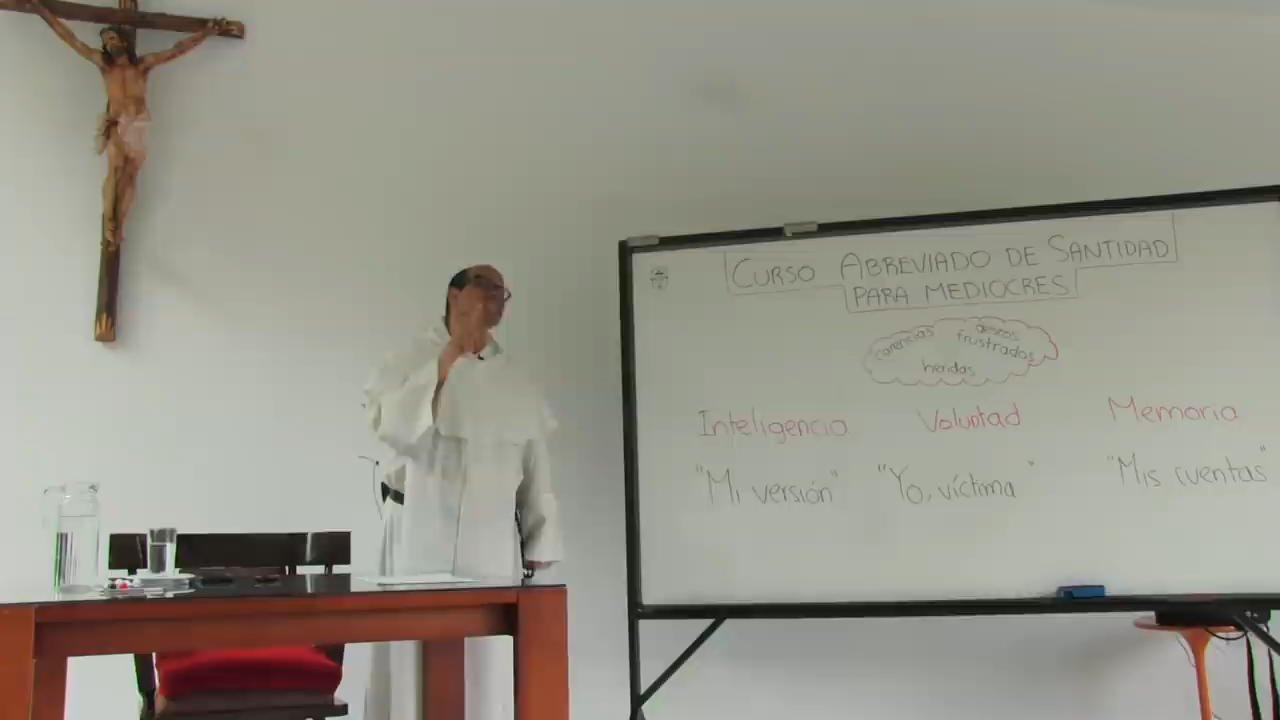 CURSO ABREVIADO DE SANTIDAD
PARA MEDIOCRES
carencias deseos frustrados
heridas
Inteligencia Voluntad Memoria
"Mi versión" "Yo, víctima" "Mis cuentas"